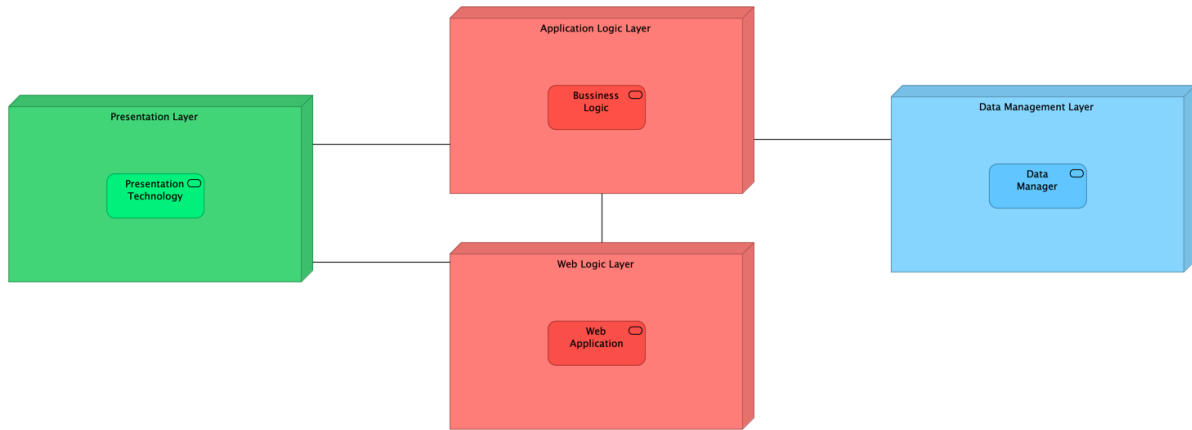 Application Logic Layer
Bussiness
Logic
Presentation Layer
Presentation
Technology
Data Management Layer
Data
Manager
Web Logic Layer
Web
Application